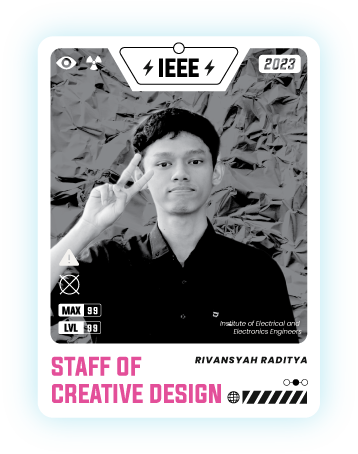 IEEE
2023
MAX 99
LVL 99
Institute of Electrical and
Electronics Engineers
RIVANSYAH RADITYA
STAFF OF
CREATIVE DESIGN